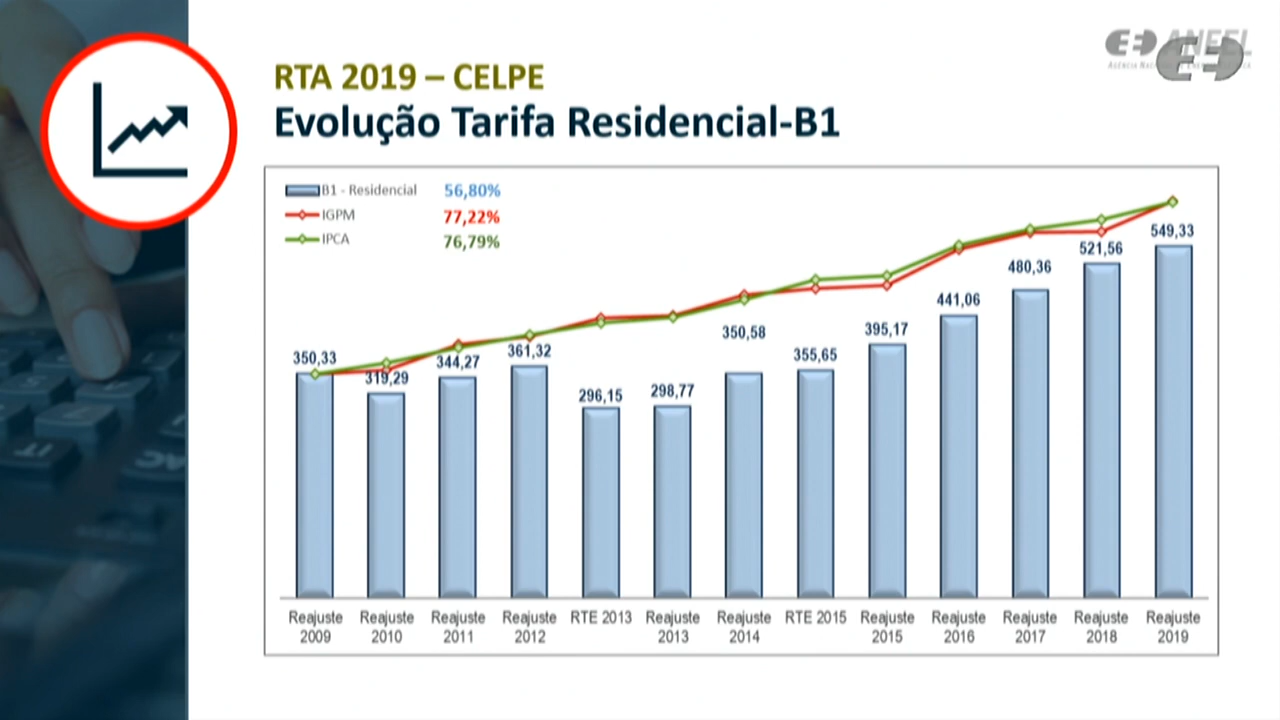 ANEEL
RTA 2019 – CELPE
Evolução Tarifa Residencial-B1
B1 - Residencial 56,80%
IGPM 77,22%
IPCA 76,79%
350,33
319,29
344,27
361,32
296,15
298,77
350,58
355,65
395,17
441,06
480,36
521,56
549,33
Reajuste 2009
Reajuste 2010
Reajuste 2011
Reajuste 2012
RTE 2013
Reajuste 2013
Reajuste 2014
RTE 2015
Reajuste 2015
Reajuste 2016
Reajuste 2017
Reajuste 2018
Reajuste 2019